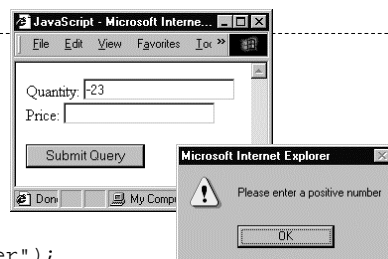 JavaScript - Microsoft Interne...
File Edit View Favorites »
Quantity: -23
Price:
Submit Query
Microsoft Internet Explorer
Please enter a positive number
OK
My Comp
er");